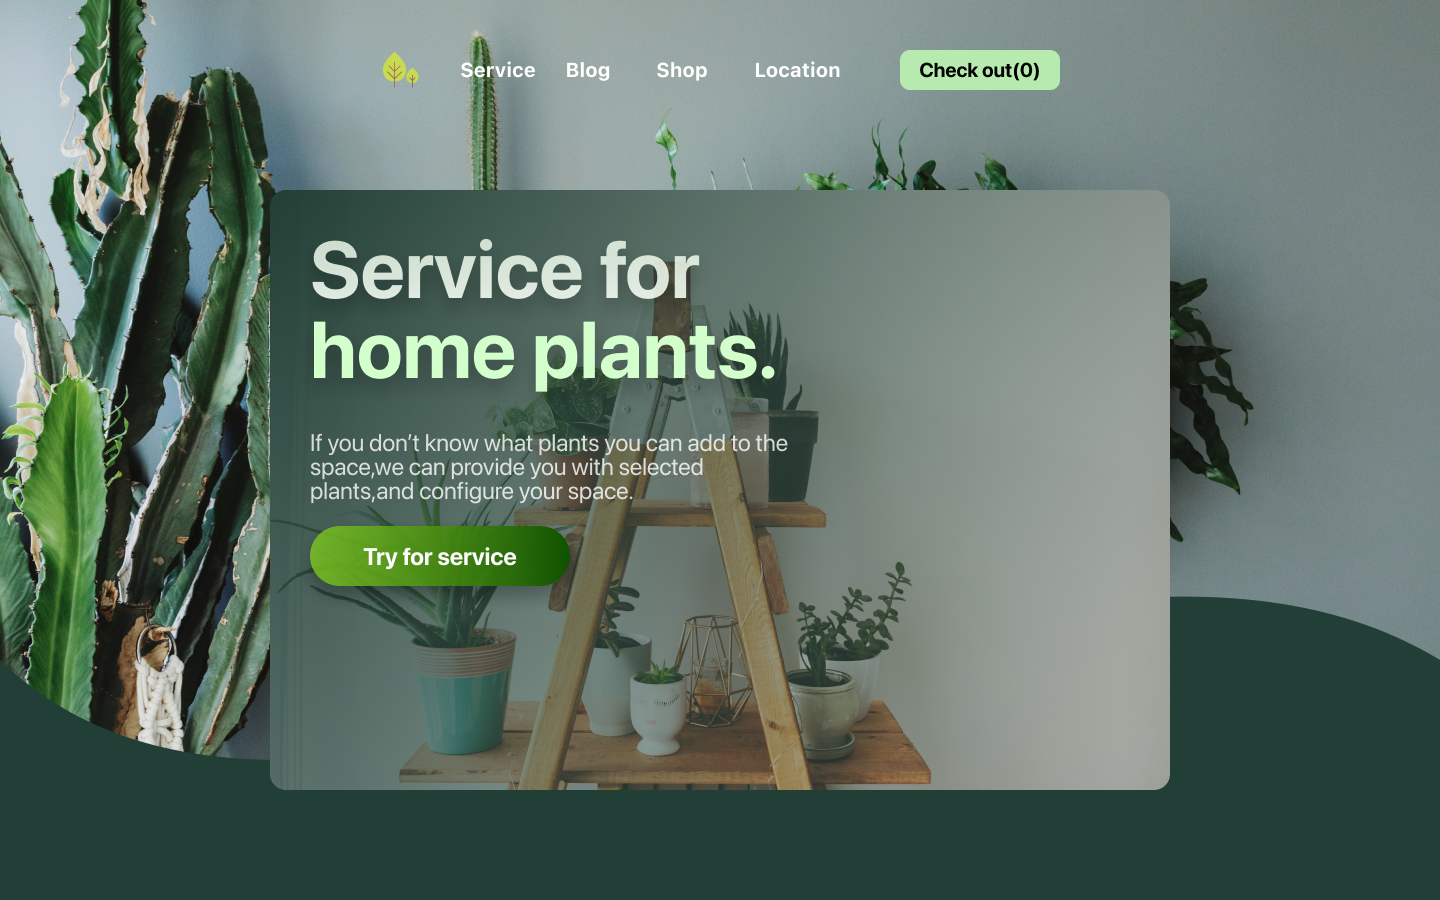 Service Blog Shop Location Check out(0)
Service for
home plants.
If you don’t know what plants you can add to the
space,we can provide you with selected
plants,and configure your space.
Try for service